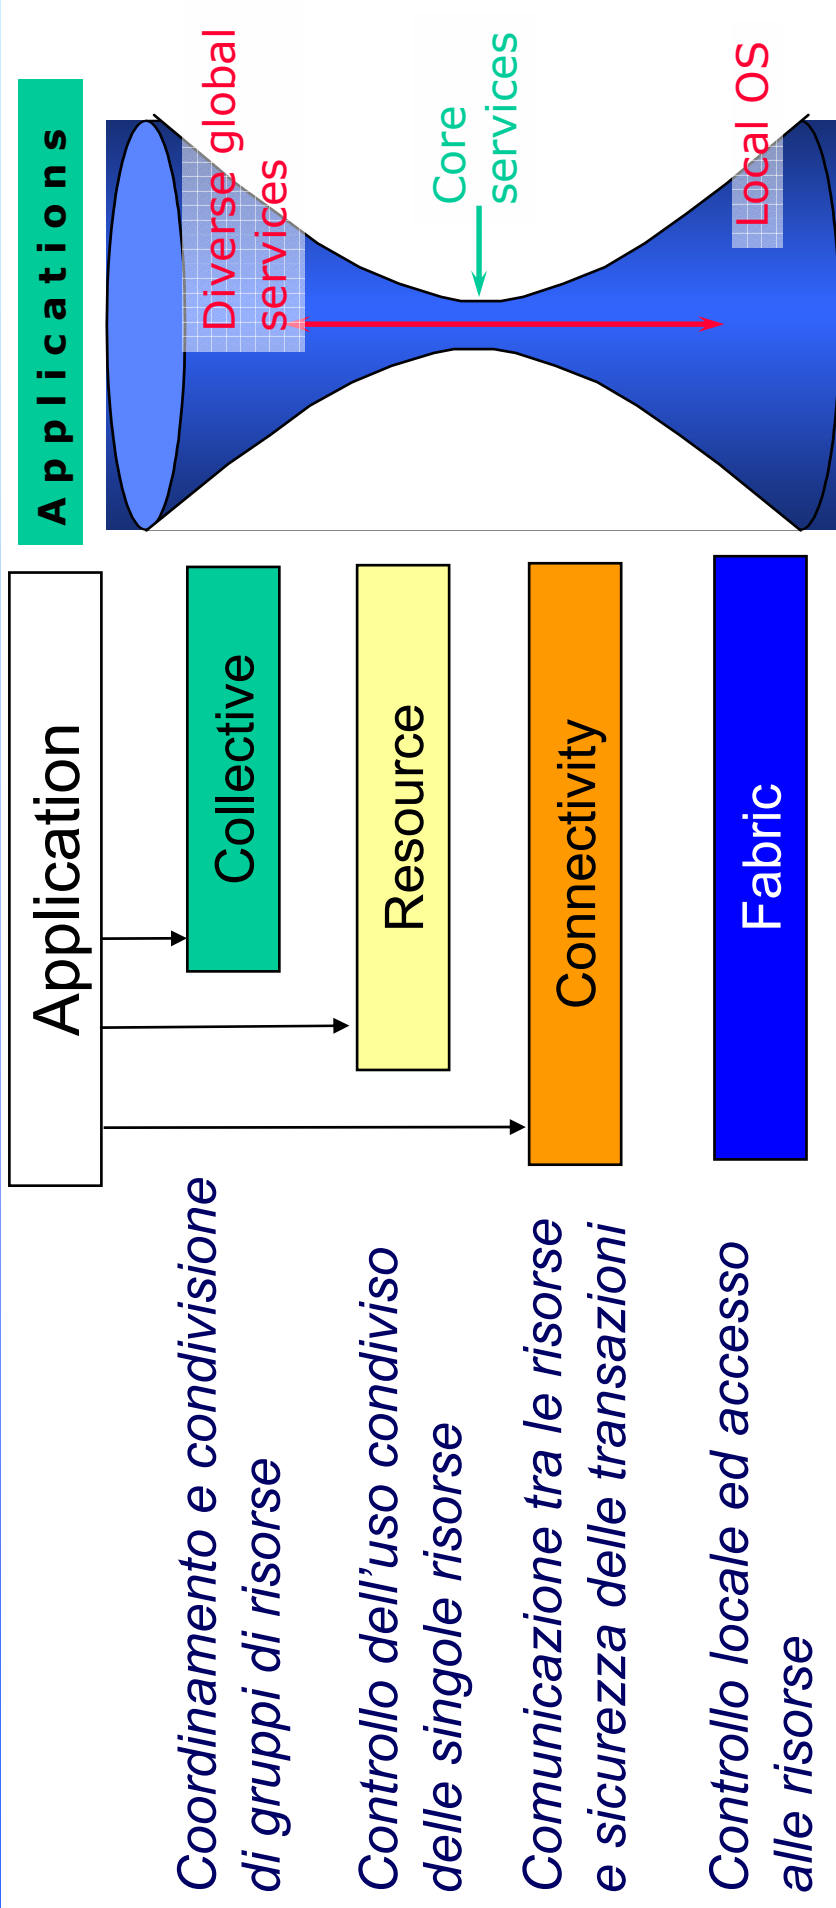 Application
Applications
Coordinamento e condivisione
di gruppi di risorse
Collective
Diverse global
services
Controllo dell’uso condiviso
delle singole risorse
Resource
Core
services
Comunicazione tra le risorse
e sicurezza delle transazioni
Connectivity
Controllo locale ed accesso
alle risorse
Fabric
Local OS